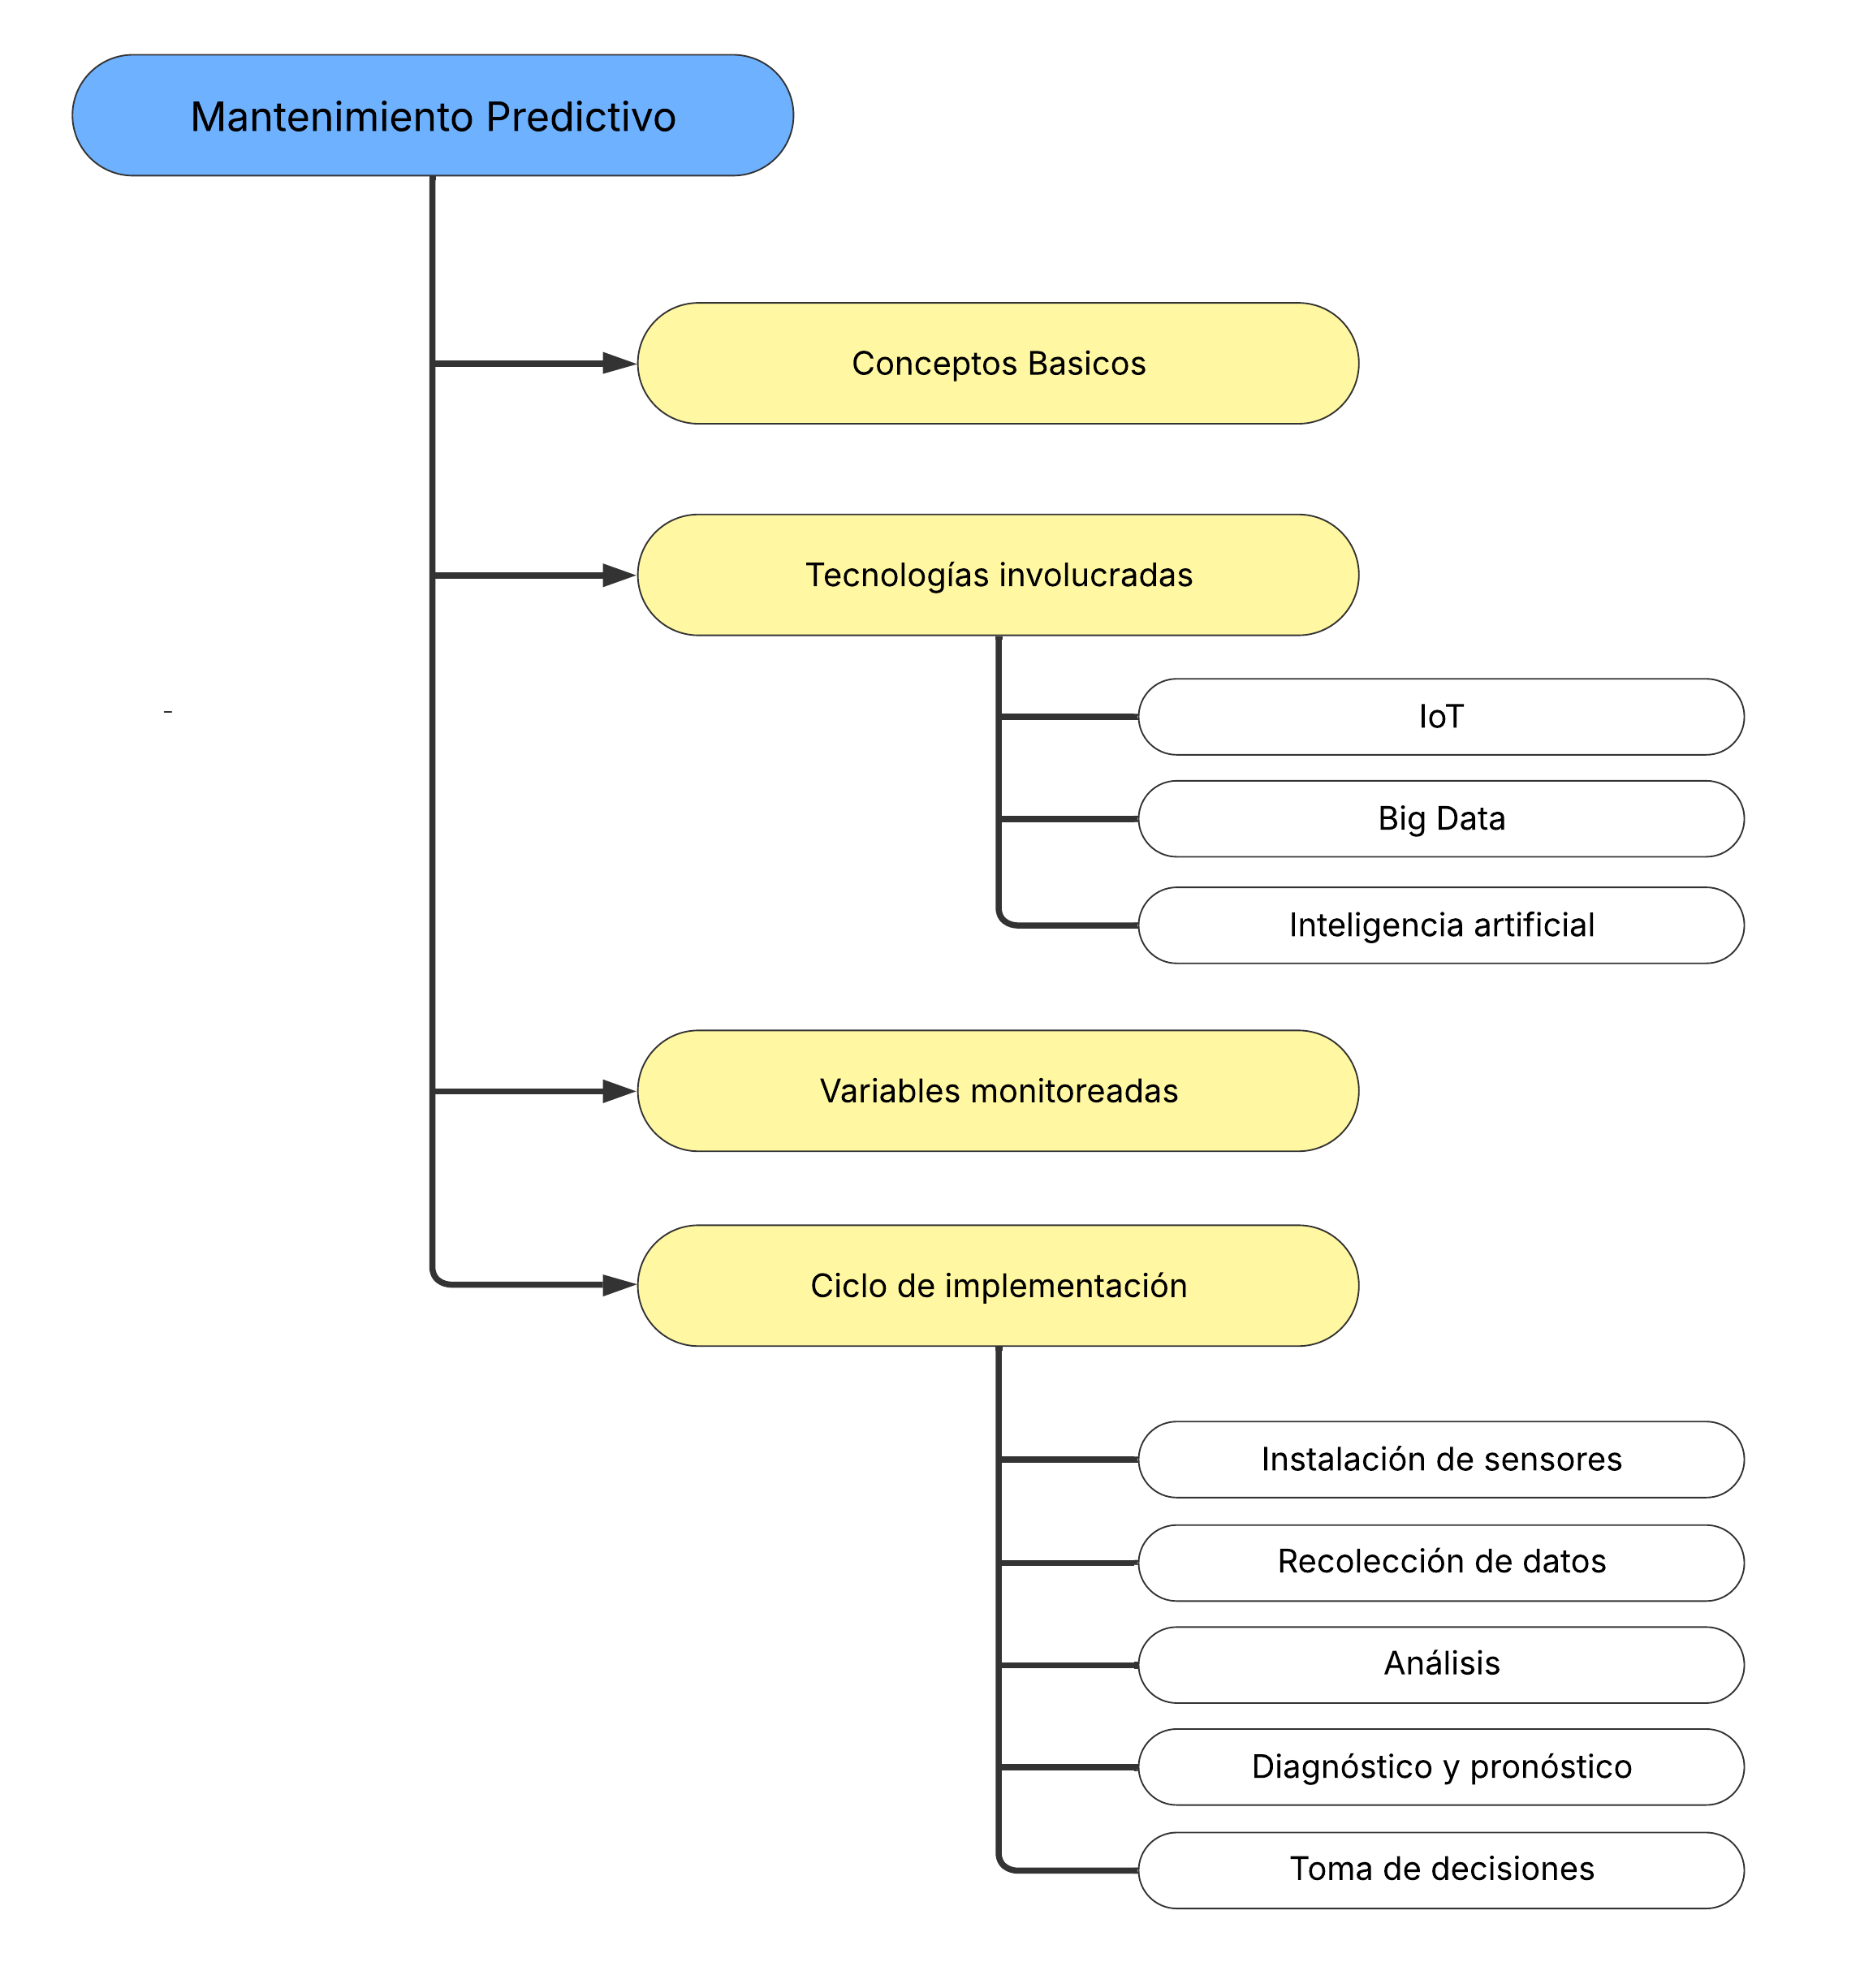 Mantenimiento Predictivo
Conceptos Basicos
Tecnologías involucradas
-
IoT
Big Data
Inteligencia artificial
Variables monitoreadas
Ciclo de implementación
Instalación de sensores
Recolección de datos
Análisis
Diagnóstico y pronóstico
Toma de decisiones